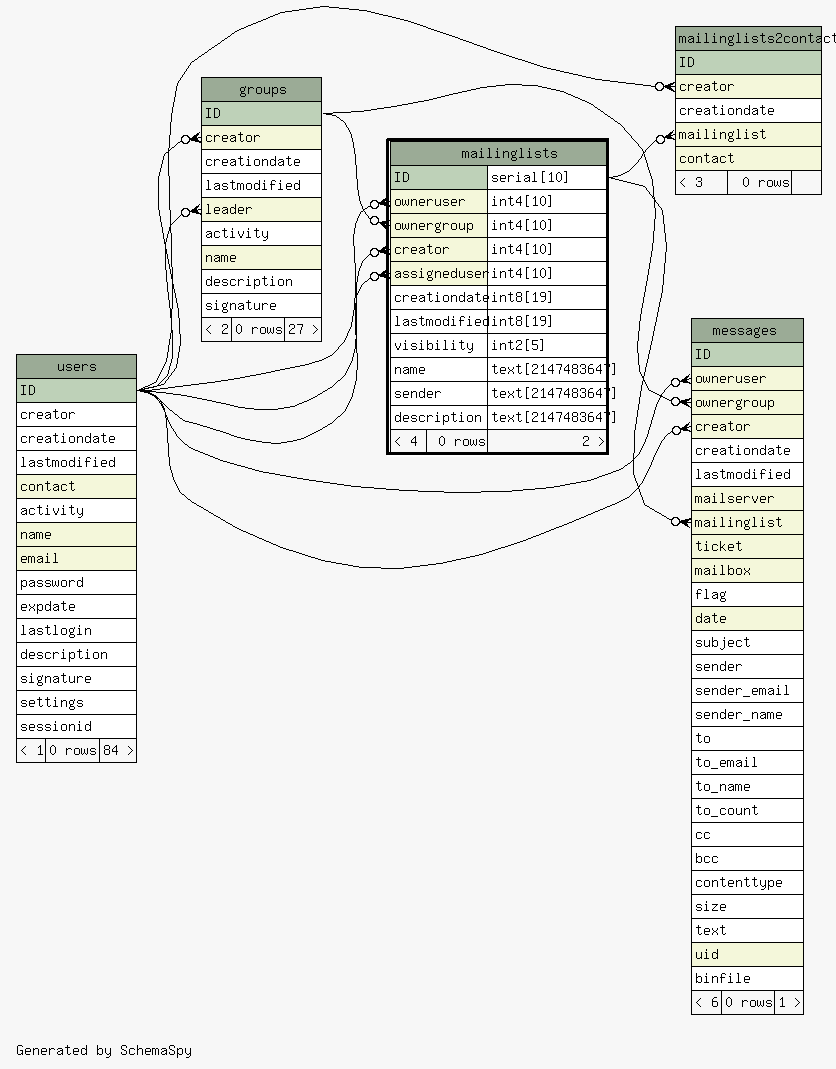 mailinglists2contact
ID
creator
creationdate
mailinglist
contact
< 3 0 rows
groups
ID
creator
creationdate
lastmodified
leader
activity
name
description
signature
< 2 0 rows 27 >
mailinglists
ID serial[10]
owneruser int4[10]
ownergroup int4[10]
creator int4[10]
assigneduser int4[10]
creationdate int8[19]
lastmodified int8[19]
visibility int2[5]
name text[2147483647]
sender text[2147483647]
description text[2147483647]
< 4 0 rows 2 >
users
ID
creator
creationdate
lastmodified
contact
activity
name
email
password
expdate
lastlogin
description
signature
settings
sessionid
< 1 0 rows 84 >
messages
ID
owneruser
ownergroup
creator
creationdate
lastmodified
mailserver
mailinglist
ticket
mailbox
flag
date
subject
sender
sender_email
sender_name
to
to_email
to_name
to_count
cc
bcc
contenttype
size
text
uid
binfile
< 6 0 rows 1 >
Generated by SchemaSpy